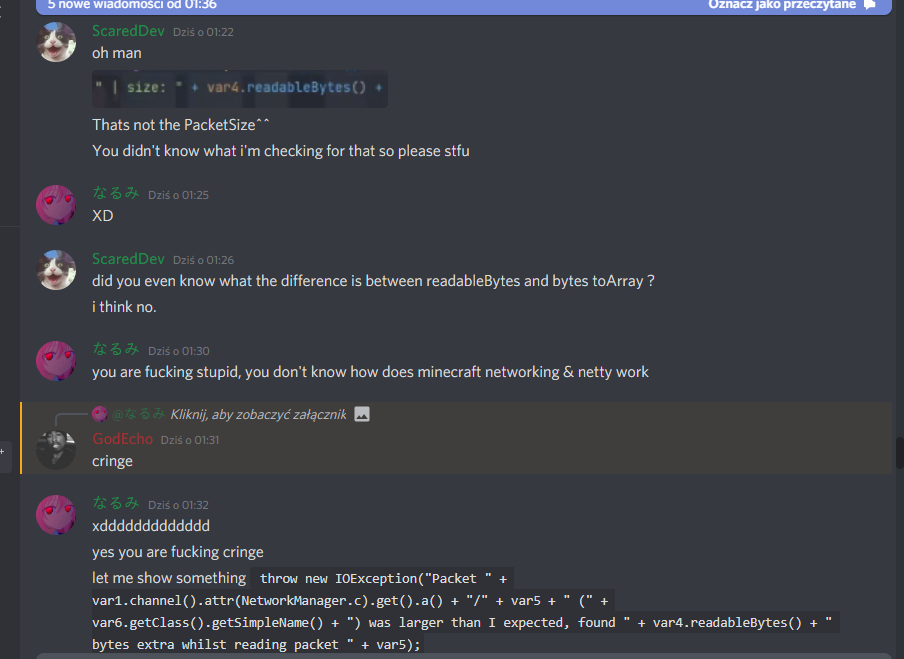 5 nowe wiadomości od 01:36
Oznacz jako przeczytane
ScaredDev Dziś o 01:22
oh man
" | size: " + var4.readableBytes() +
Thats not the PacketSize^^
You didn't know what i'm checking for that so please stfu
なるみ Dziś o 01:25
XD
ScaredDev Dziś o 01:26
did you even know what the difference is between readableBytes and bytes toArray ?
i think no.
なるみ Dziś o 01:30
you are fucking stupid, you don't know how does minecraft networking & netty work
@なるみ Kliknij, aby zobaczyć załącznik
GodEcho Dziś o 01:31
cringe
なるみ Dziś o 01:32
xddddddddddddd
yes you are fucking cringe
let me show something throw new IOException("Packet " +
var1.channel().attr(NetworkManager.c).get().a() + "/" + var5 + " (" +
var6.getClass().getSimpleName() + ") was larger than I expected, found " + var4.readableBytes() + "
bytes extra whilst reading packet " + var5);